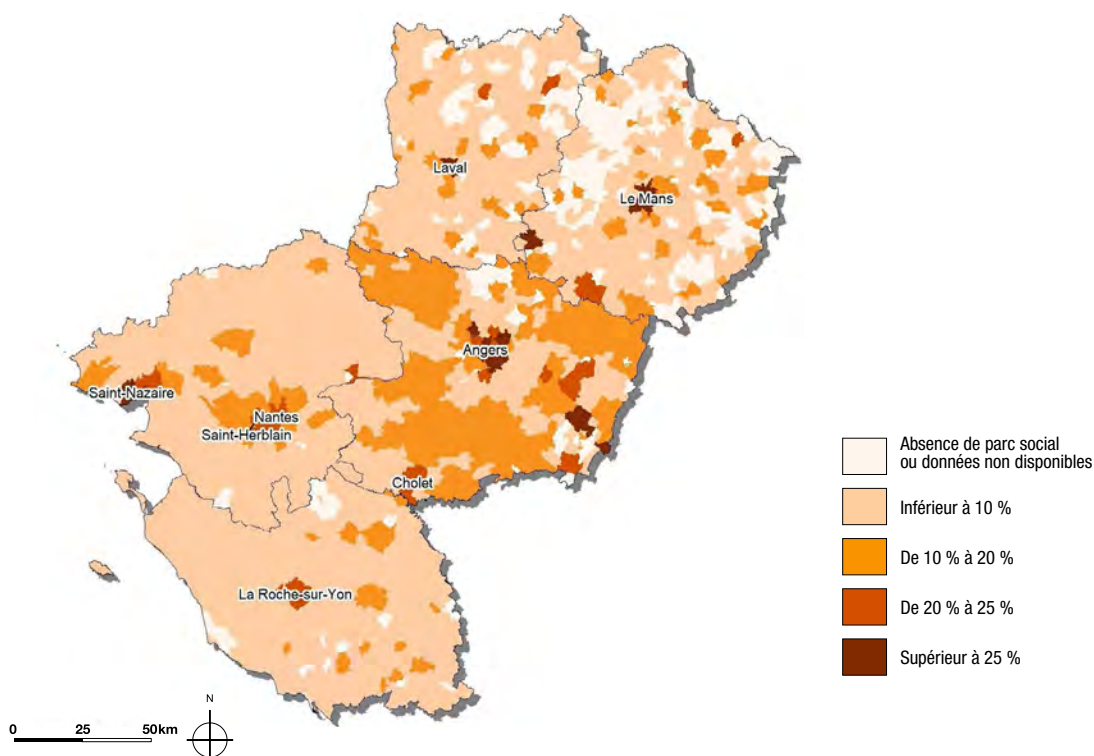 Laval
Le Mans
Angers
Saint-Nazaire
Nantes
Saint-Herblain
Cholet
La Roche-sur-Yon
Absence de parc social
ou données non disponibles
Inférieur à 10 %
De 10 % à 20 %
De 20 % à 25 %
Supérieur à 25 %
N
0 25 50km